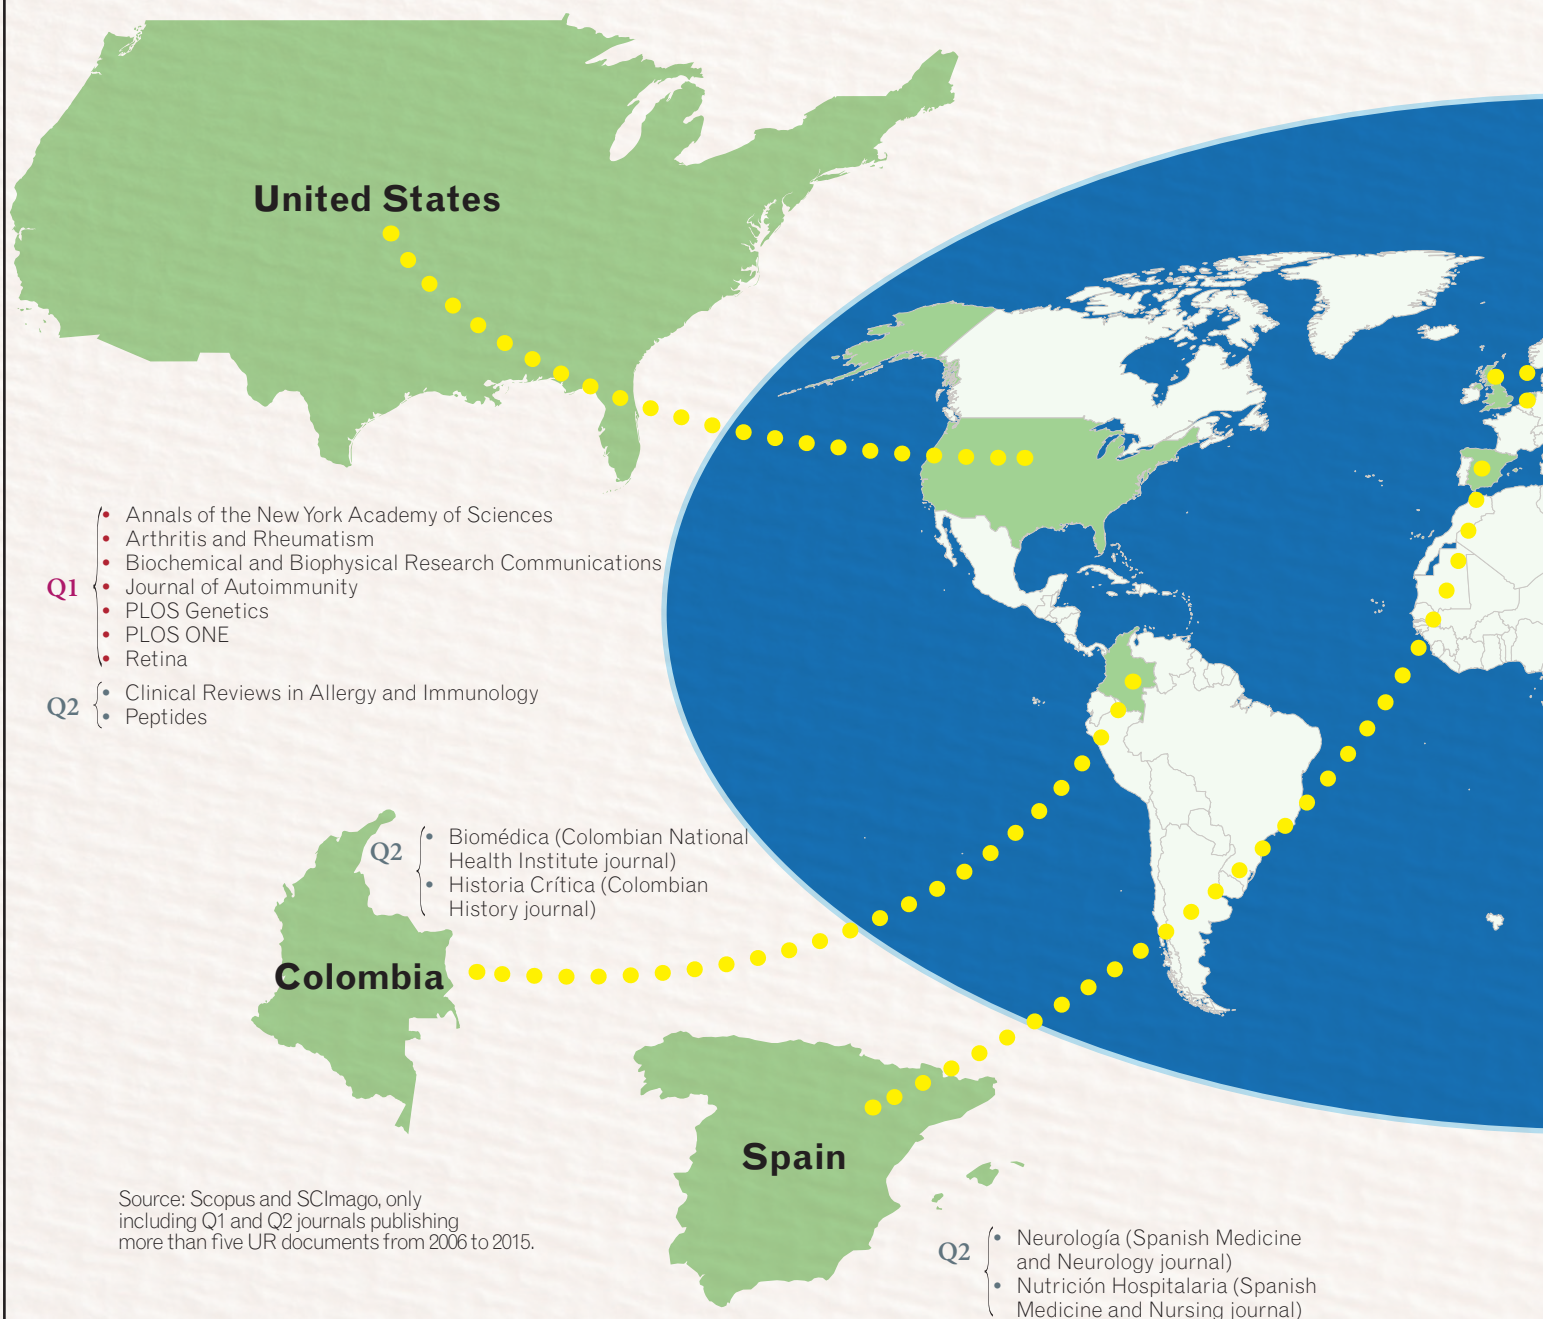 United States
Q1
• Annals of the New York Academy of Sciences
• Arthritis and Rheumatism
• Biochemical and Biophysical Research Communications
• Journal of Autoimmunity
• PLOS Genetics
• PLOS ONE
• Retina
Q2
• Clinical Reviews in Allergy and Immunology
• Peptides
Q2
• Biomédica (Colombian National
Health Institute journal)
• Historia Crítica (Colombian
History journal)
Colombia
Spain
Source: Scopus and SCImago, only
including Q1 and Q2 journals publishing
more than five UR documents from 2006 to 2015.
Q2
• Neurología (Spanish Medicine
and Neurology journal)
• Nutrición Hospitalaria (Spanish
Medicine and Nursing journal)